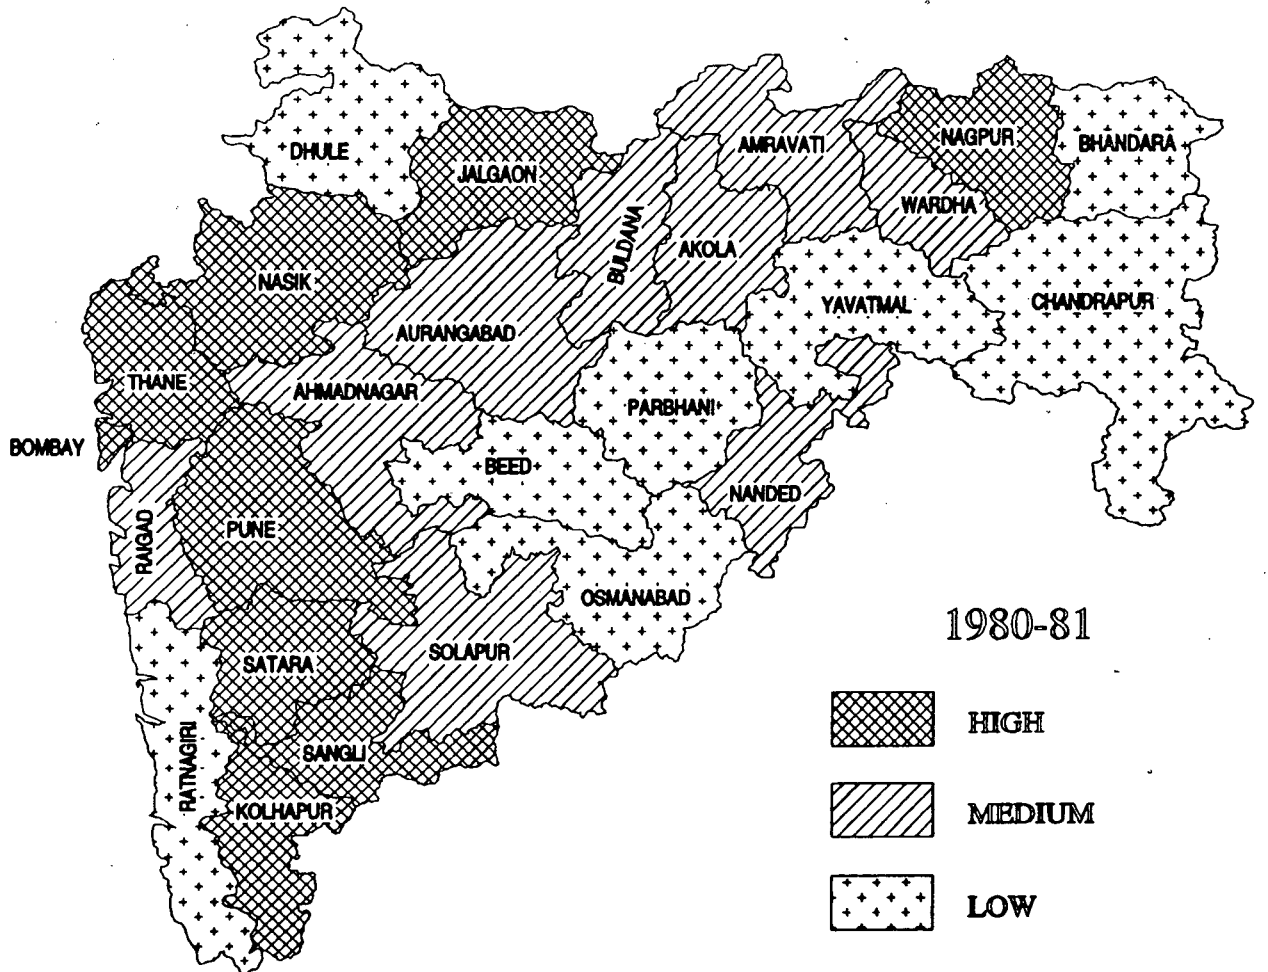 DHULE
JALGAON
AMRAVATI
NAGPUR
BHANDARA
WARDHA
BULDANA
AKOLA
NASIK
YAVATMAL
CHANDRAPUR
AURANGABAD
THANE
AHMADNAGAR
PARBHANI
BOMBAY
BEED
NANDED
RAIGAD
PUNE
OSMANABAD
SATARA
SOLAPUR
RATNAGIRI
SANGLI
KOLHAPUR
1980-81
HIGH
MEDIUM
LOW